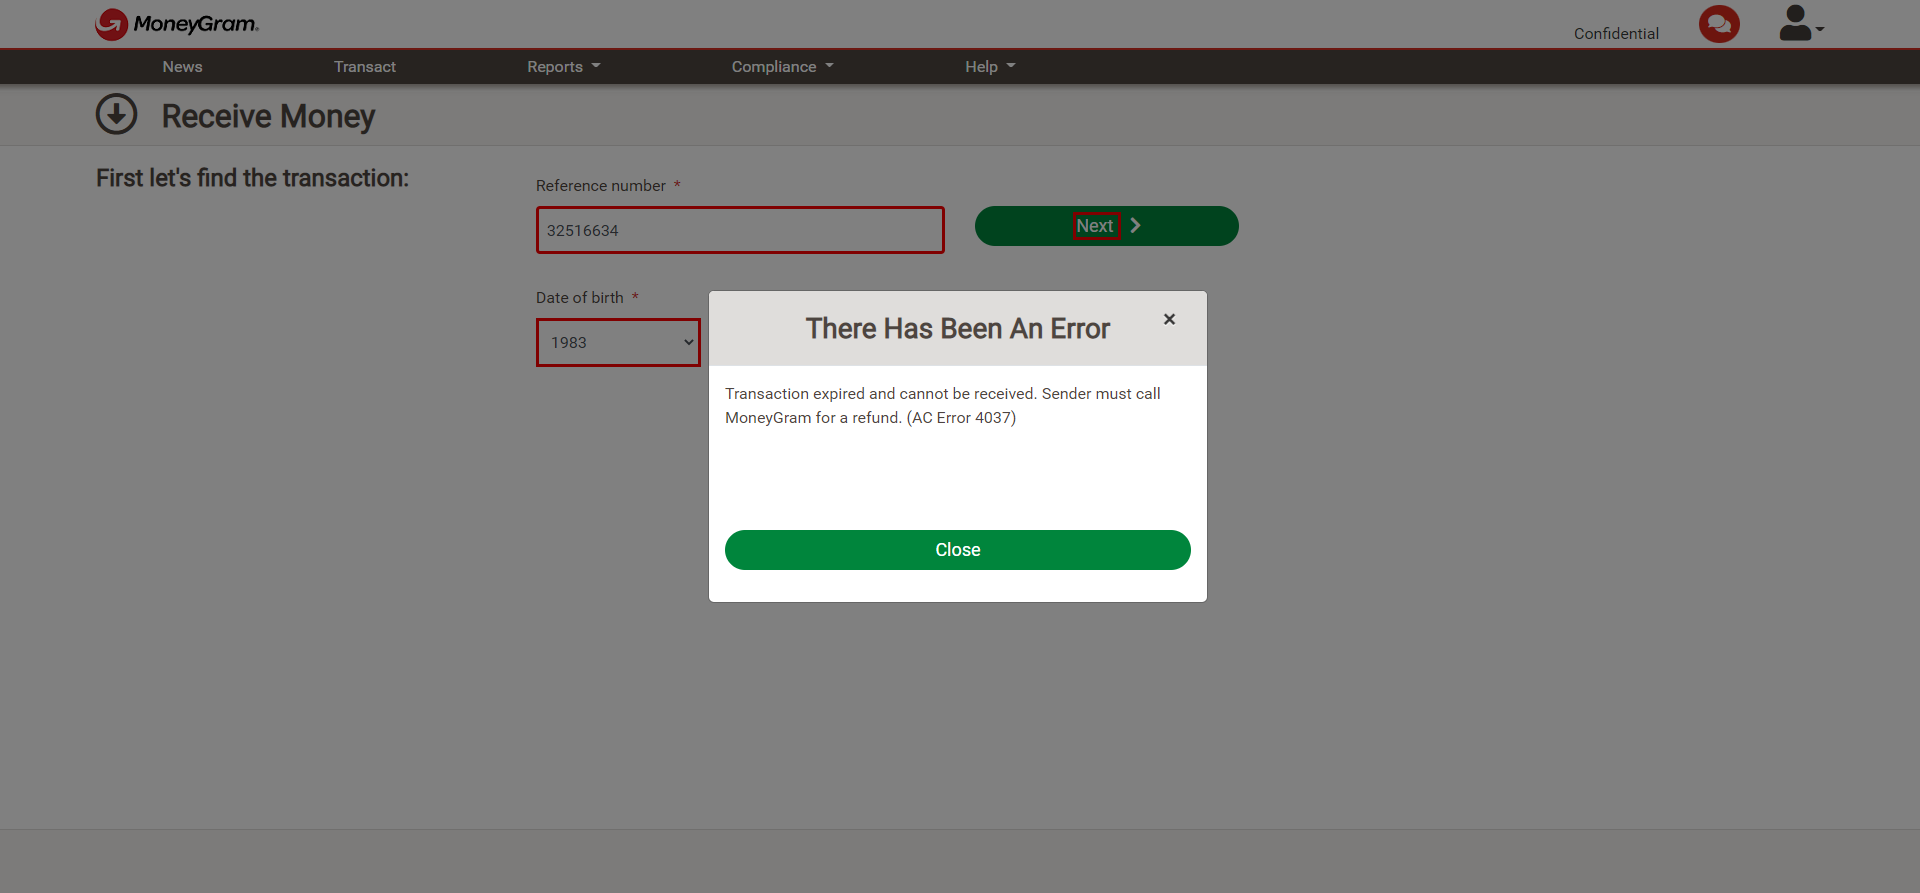 MoneyGram.
Confidential
News
Transact
Reports
Compliance
Help
Receive Money
First let's find the transaction:
Reference number *
32516634
Next
Date of birth *
1983
There Has Been An Error
×
Transaction expired and cannot be received. Sender must call
MoneyGram for a refund. (AC Error 4037)
Close